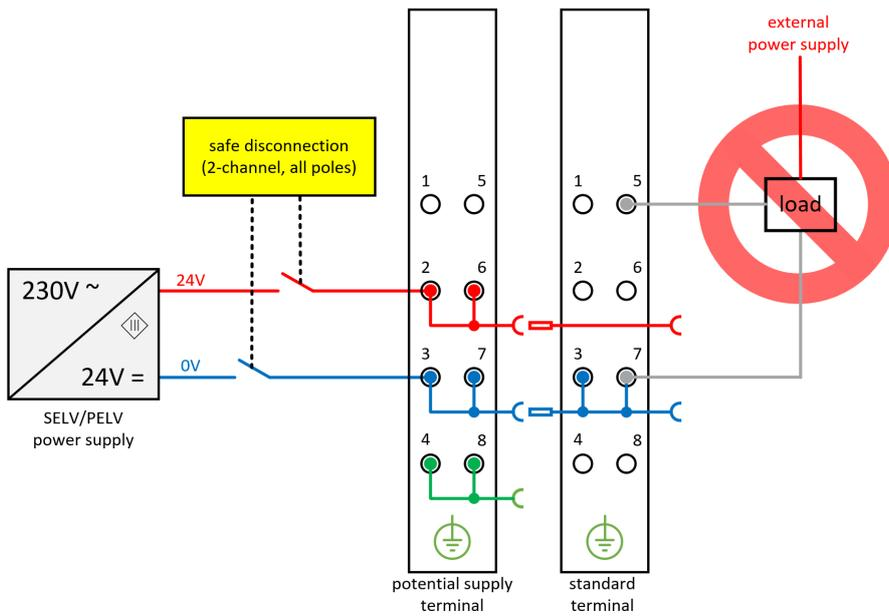 external
power supply
safe disconnection
(2-channel, all poles)
1 5 1 5
load
2 6 2 6
24V
230V ~
III
3 7 3 7
0V
24V =
SELV/PELV
power supply
4 8 4 8
potential supply
terminal
standard
terminal